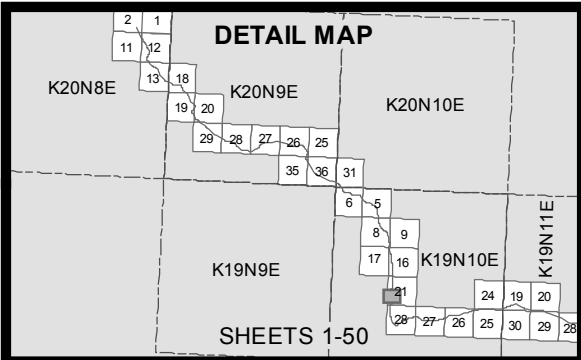 2 1
DETAIL MAP
11 12
K20N8E
13 18
K20N9E
K20N10E
19 20
29 28 27 26 25
35 36 31
6 5
8 9
K19N9E
17 16
K19N10E
K19N11E
21
24 19 20
SHEETS 1-50
28 27 26 25 30 29 28